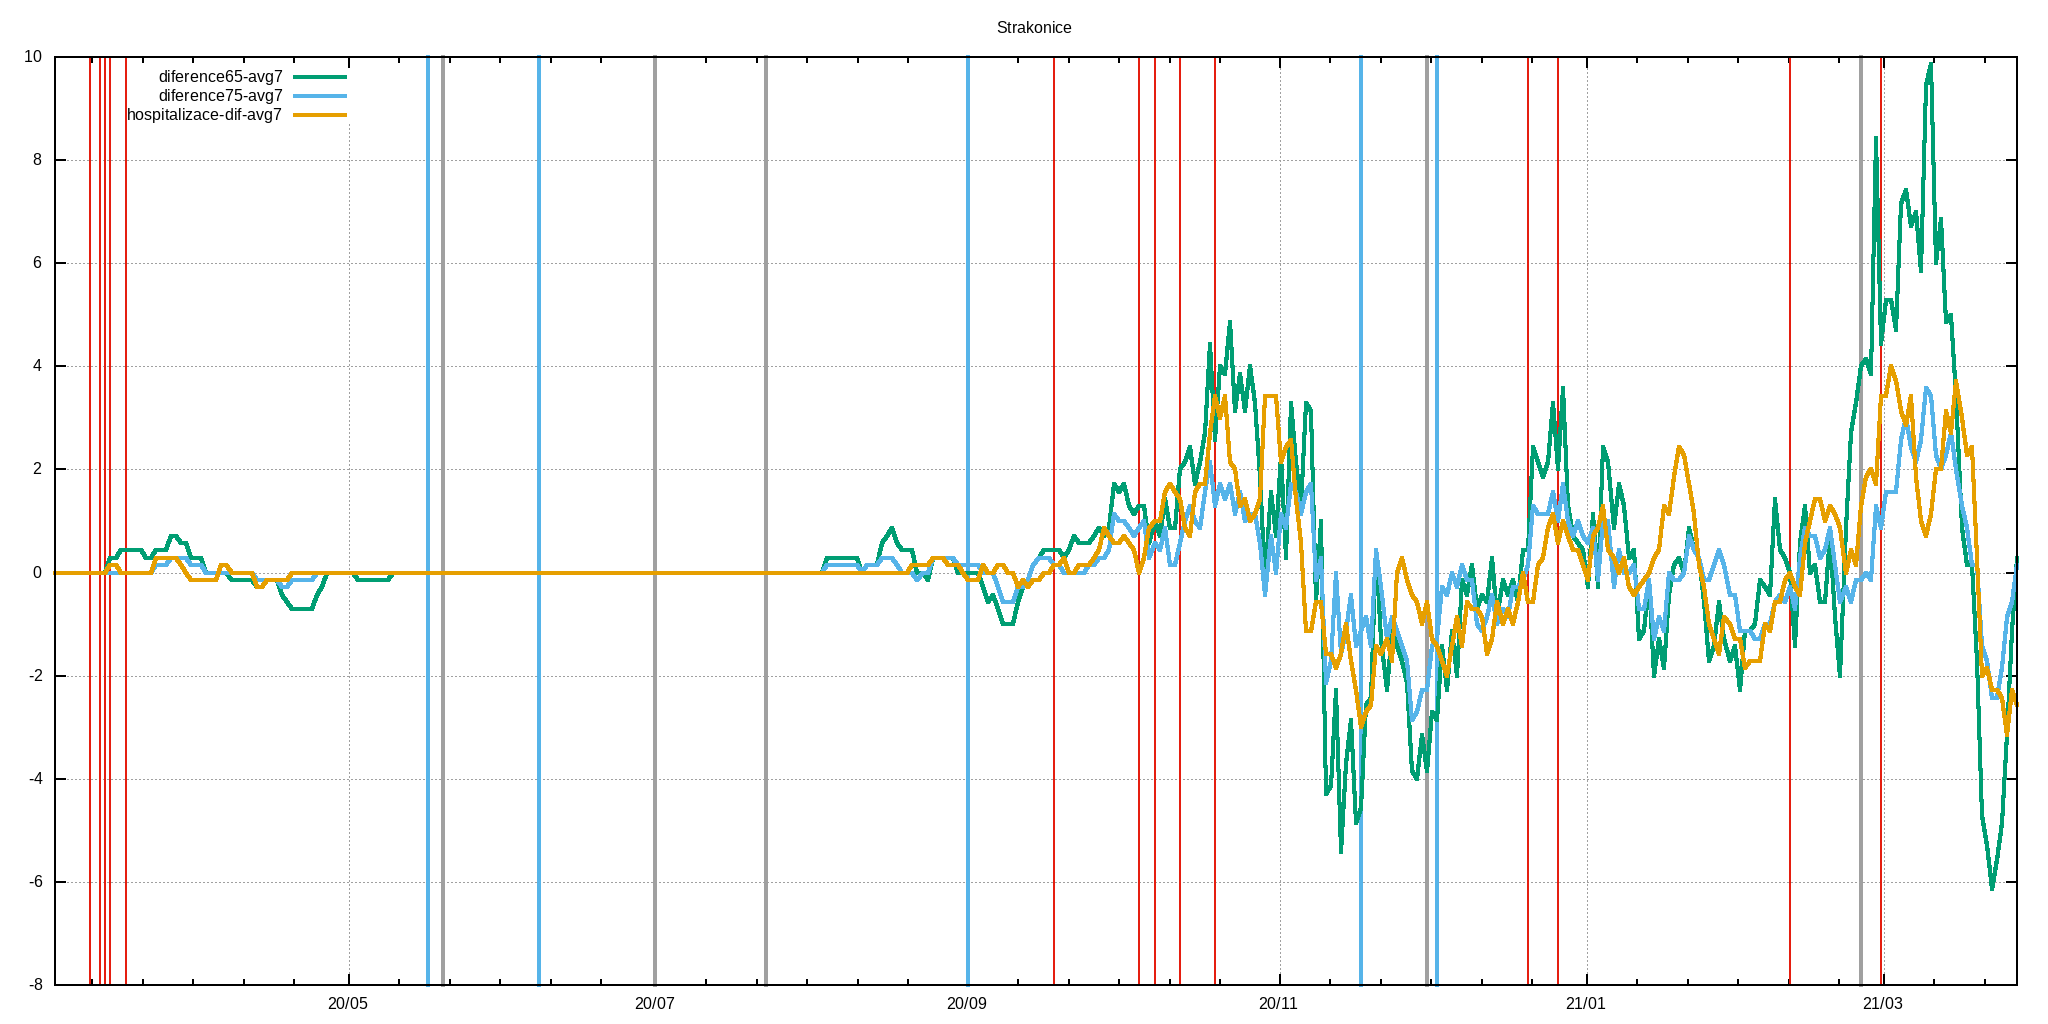 Strakonice
10
diference65-avg7
diference75-avg7
hospitalizace-dif-avg7
8
6
4
2
0
-2
-4
-6
-8
20/05 20/07 20/09 20/11 21/01 21/03